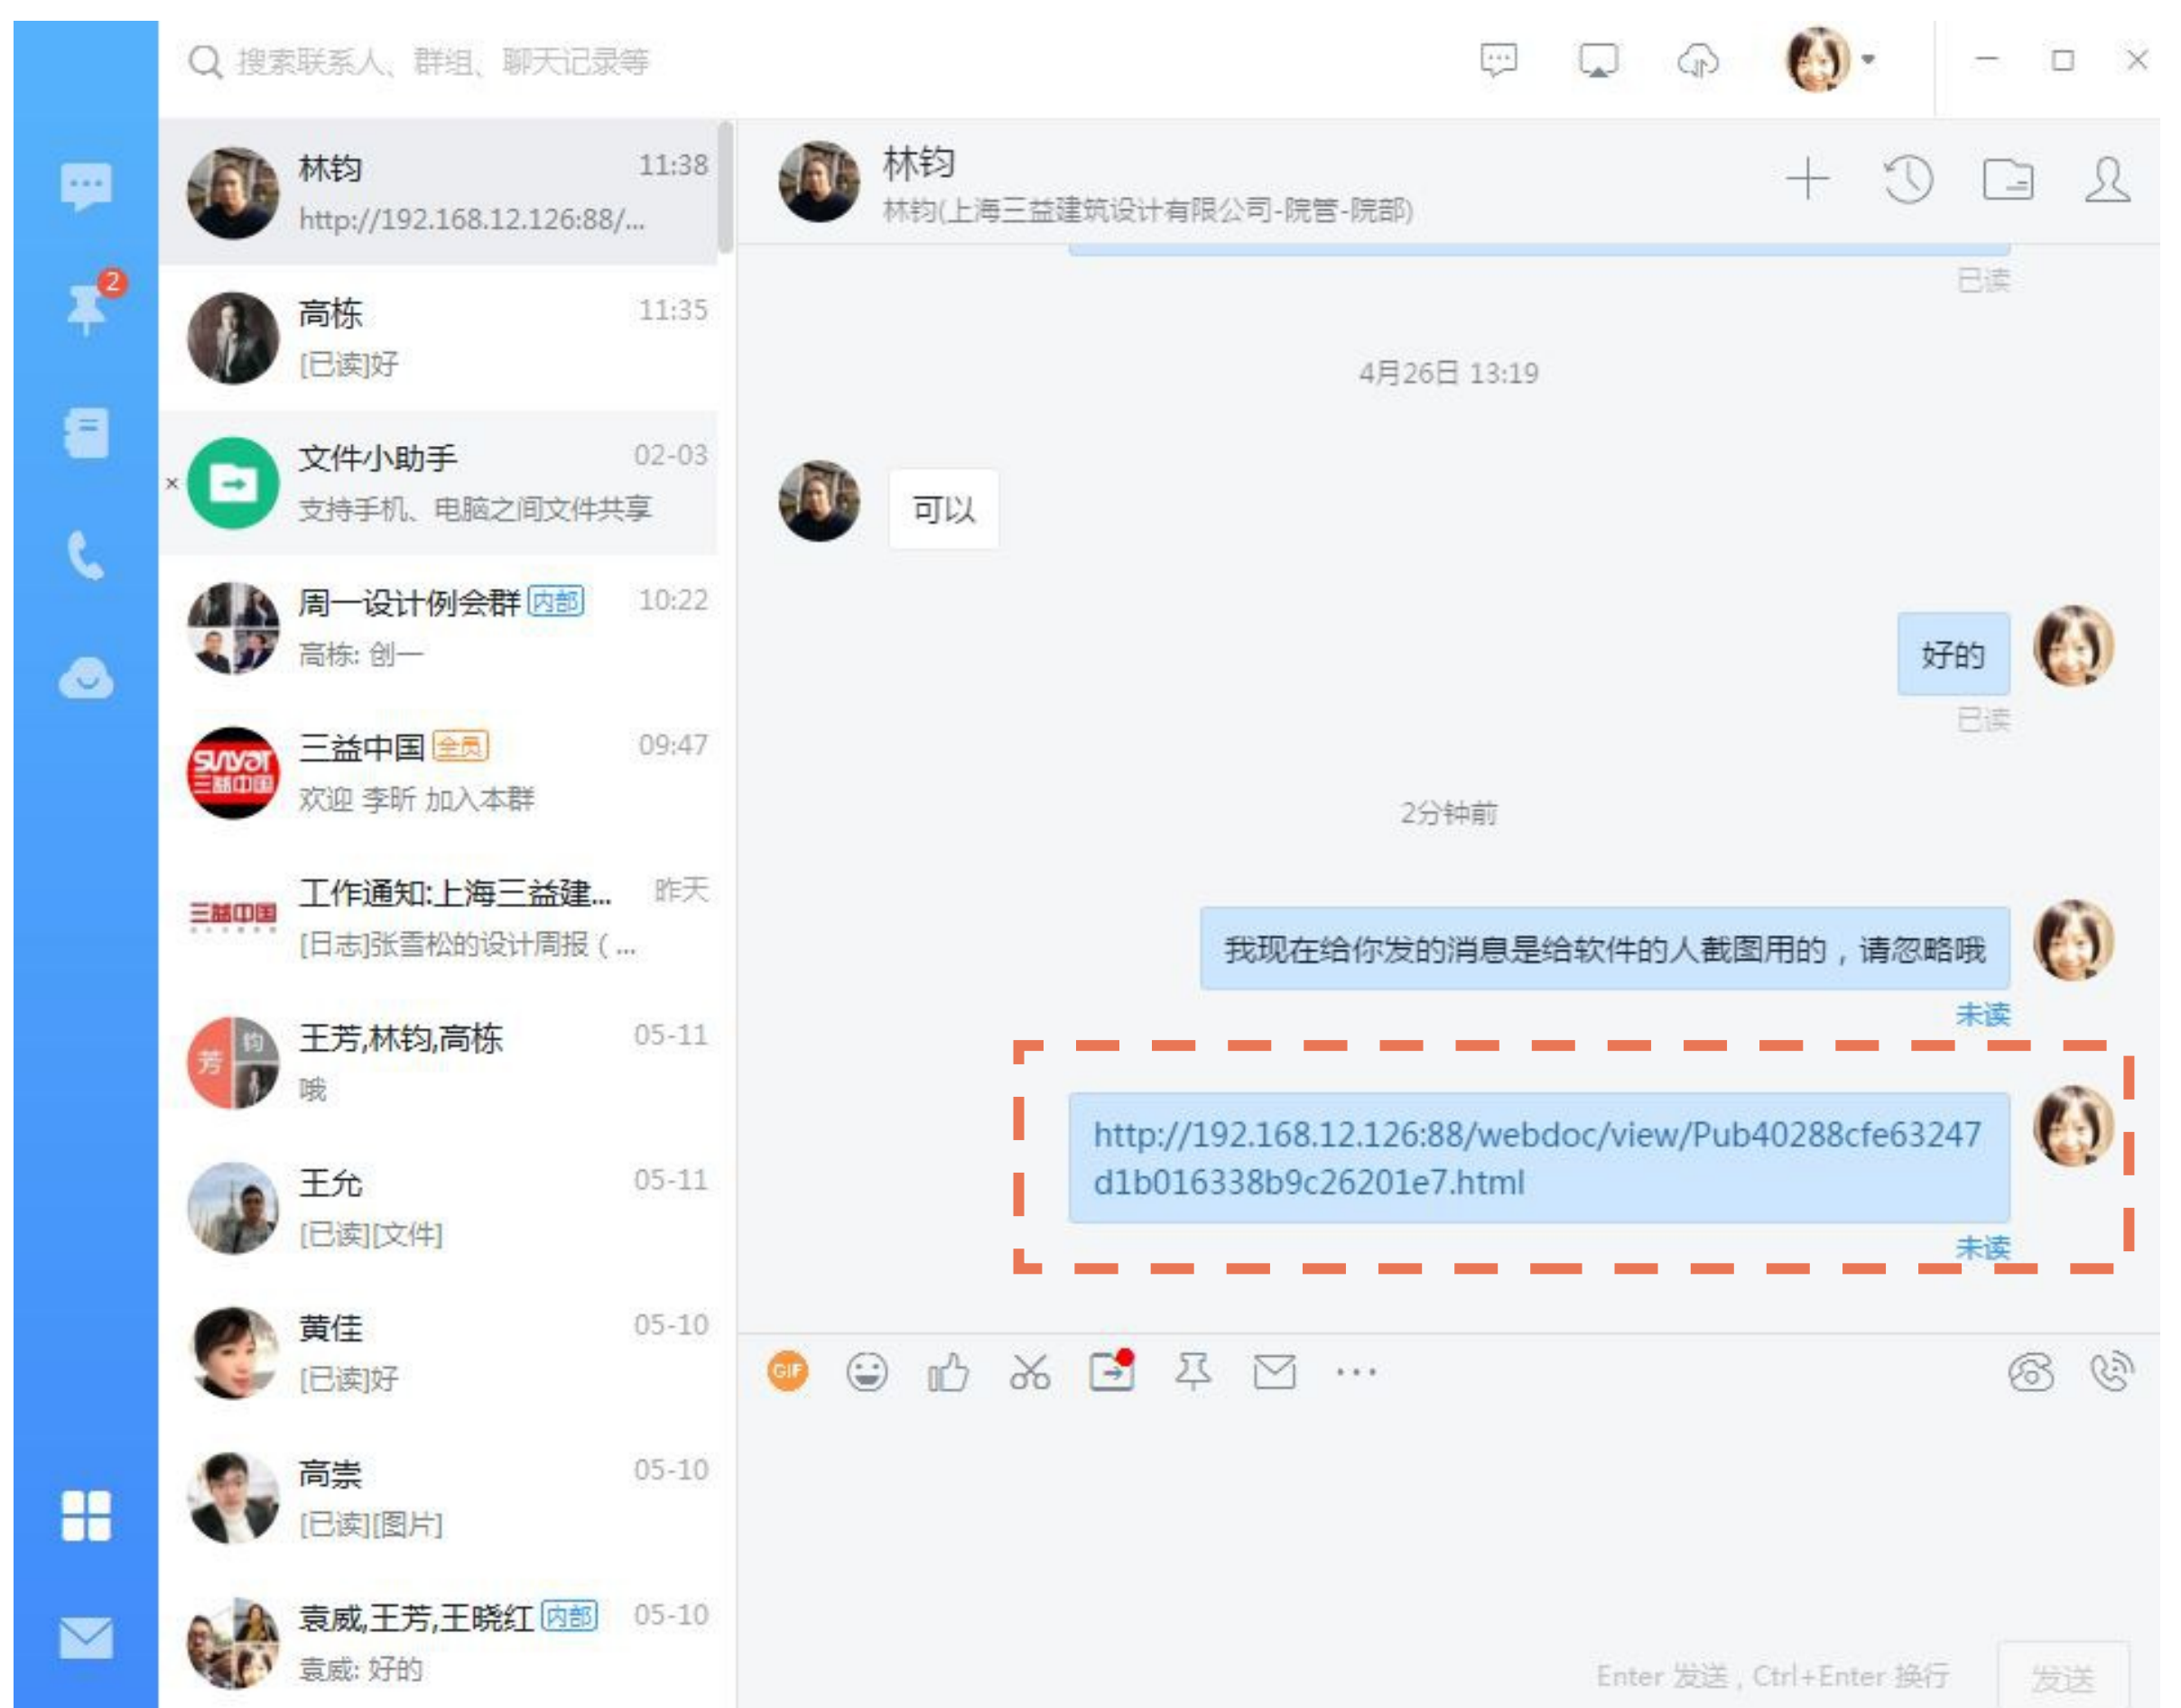 搜索联系人、群组、聊天记录等
2
林钧 11:38
http://192.168.12.126:88/...
高栋 11:35
[已读]好
文件小助手 02-03
支持手机、电脑之间文件共享
周一设计例会群 内部 10:22
高栋: 创一
sunyat
三益中国
三益中国 全员 09:47
欢迎 李昕 加入本群
三益中国
工作通知:上海三益建... 昨天
[日志]张雪松的设计周报（...
芳 钧
王芳,林钧,高栋 05-11
哦
王允 05-11
[已读][文件]
黄佳 05-10
[已读]好
高崇 05-10
[已读][图片]
袁威,王芳,王晓红 内部 05-10
袁威: 好的
林钧
林钧(上海三益建筑设计有限公司-院管-院部)
已读
4月26日 13:19
可以
好的
已读
2分钟前
我现在给你发的消息是给软件的人截图用的，请忽略哦
未读
http://192.168.12.126:88/webdoc/view/Pub40288cfe63247
d1b016338b9c26201e7.html
未读
GIF
Enter 发送 , Ctrl+Enter 换行
发送